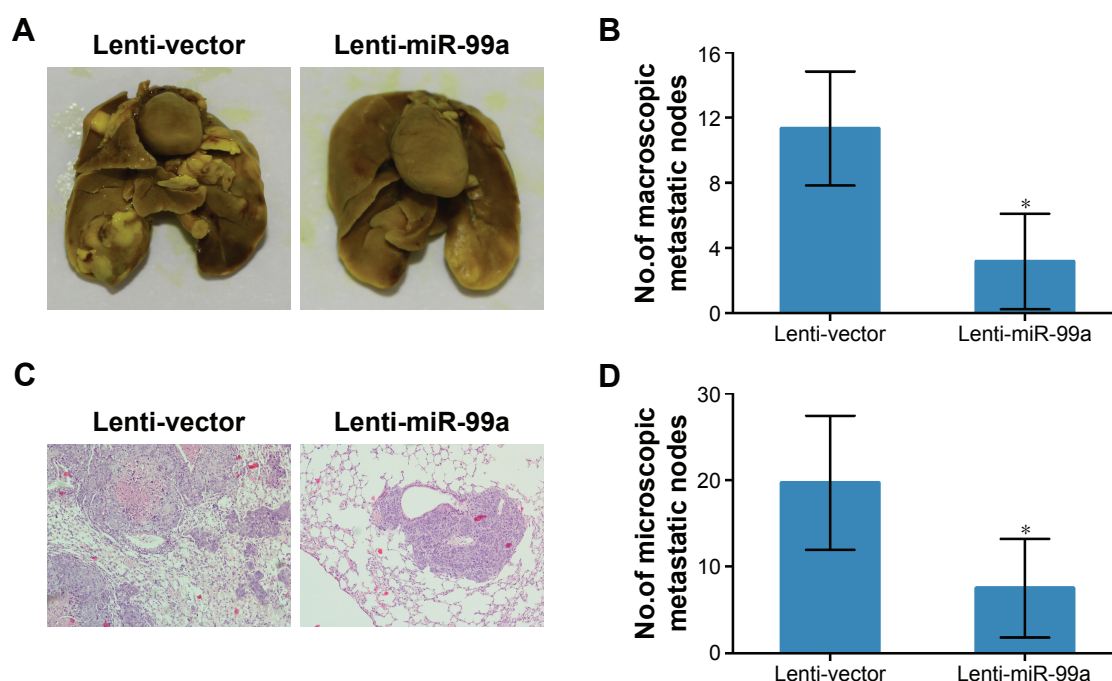 A
Lenti-vector
Lenti-miR-99a
B
No.of macroscopic
metastatic nodes
16
12
8
4
0
*
Lenti-vector
Lenti-miR-99a
C
Lenti-vector
Lenti-miR-99a
D
No.of microscopic
metastatic nodes
30
20
10
0
*
Lenti-vector
Lenti-miR-99a